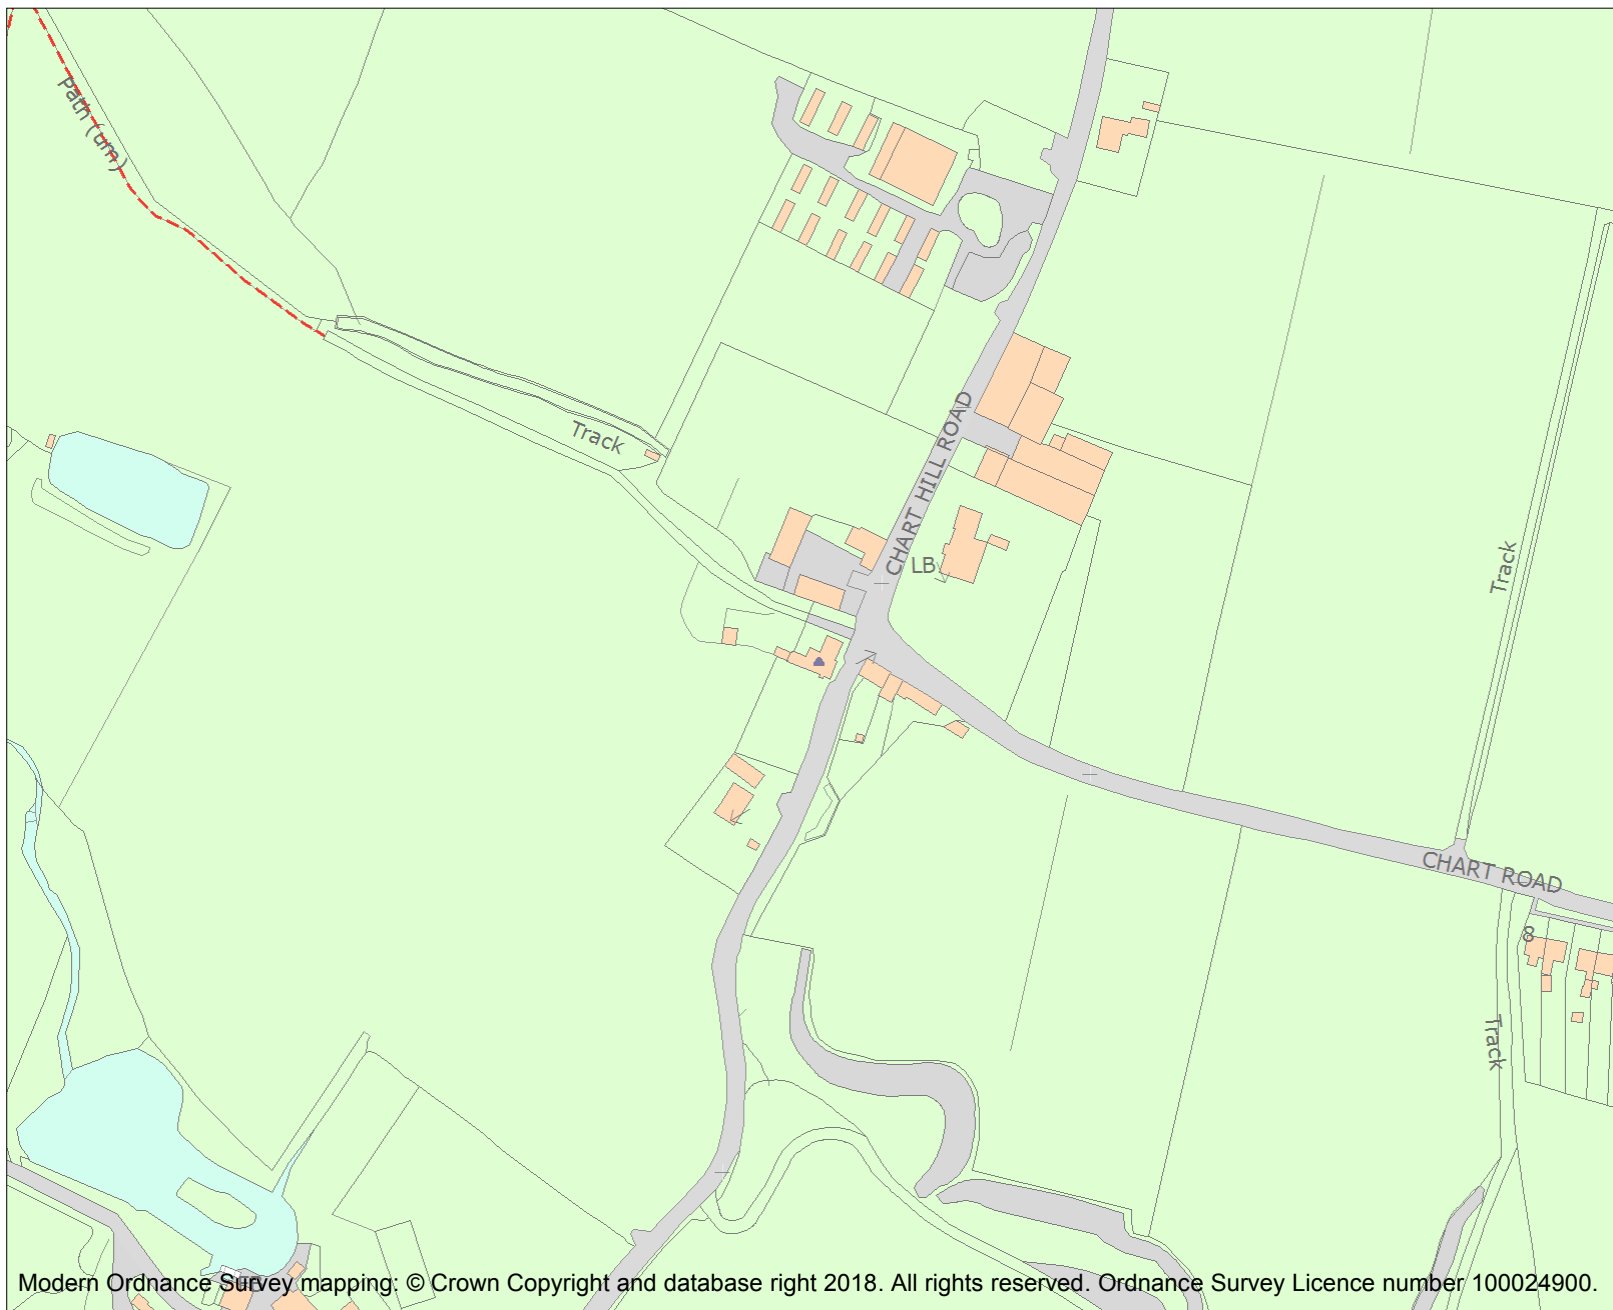 Path (um)
Track
CHART HILL ROAD
LB
Track
CHART ROAD
8
Track
Modern Ordnance Survey mapping: © Crown Copyright and database right 2018. All rights reserved. Ordnance Survey Licence number 100024900.